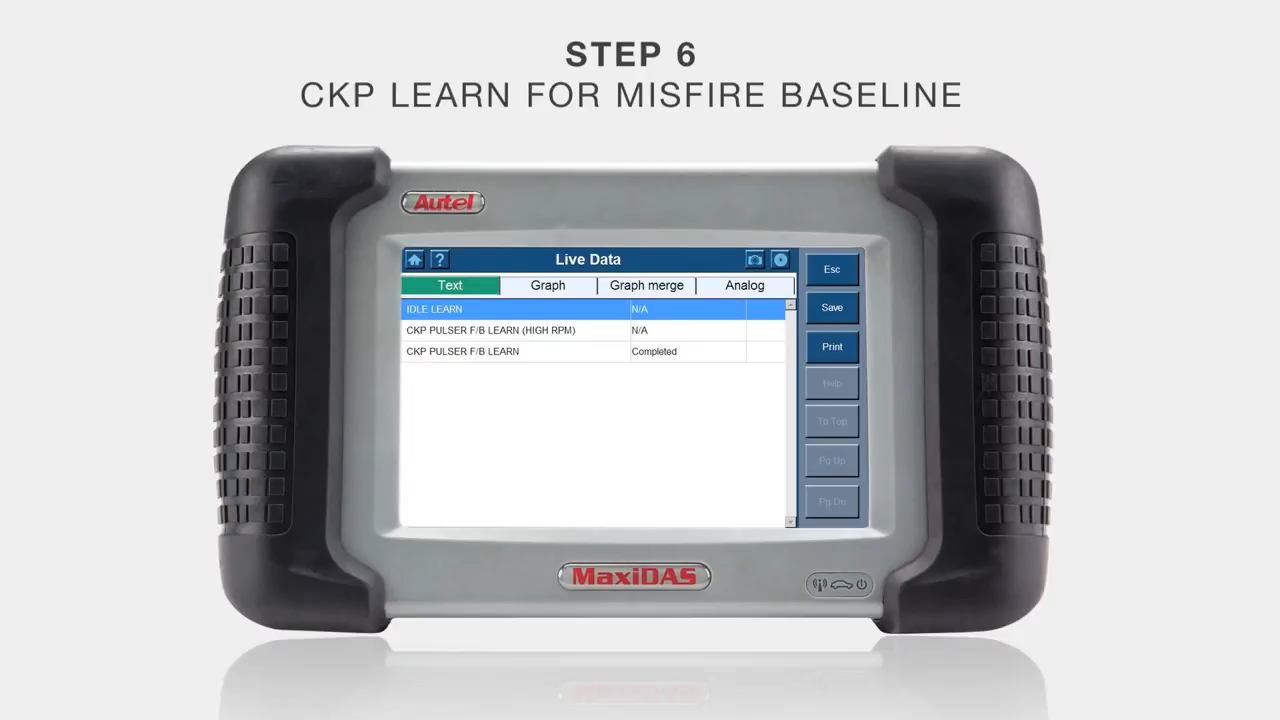 STEP 6
CKP LEARN FOR MISFIRE BASELINE
Autel
? Live Data
Text Graph Graph merge Analog
IDLE LEARN N/A
CKP PULSER F/B LEARN (HIGH RPM) N/A
CKP PULSER F/B LEARN Completed
Esc
Save
Print
Help
To Top
Pg Up
Pg Dn
MaxiDAS